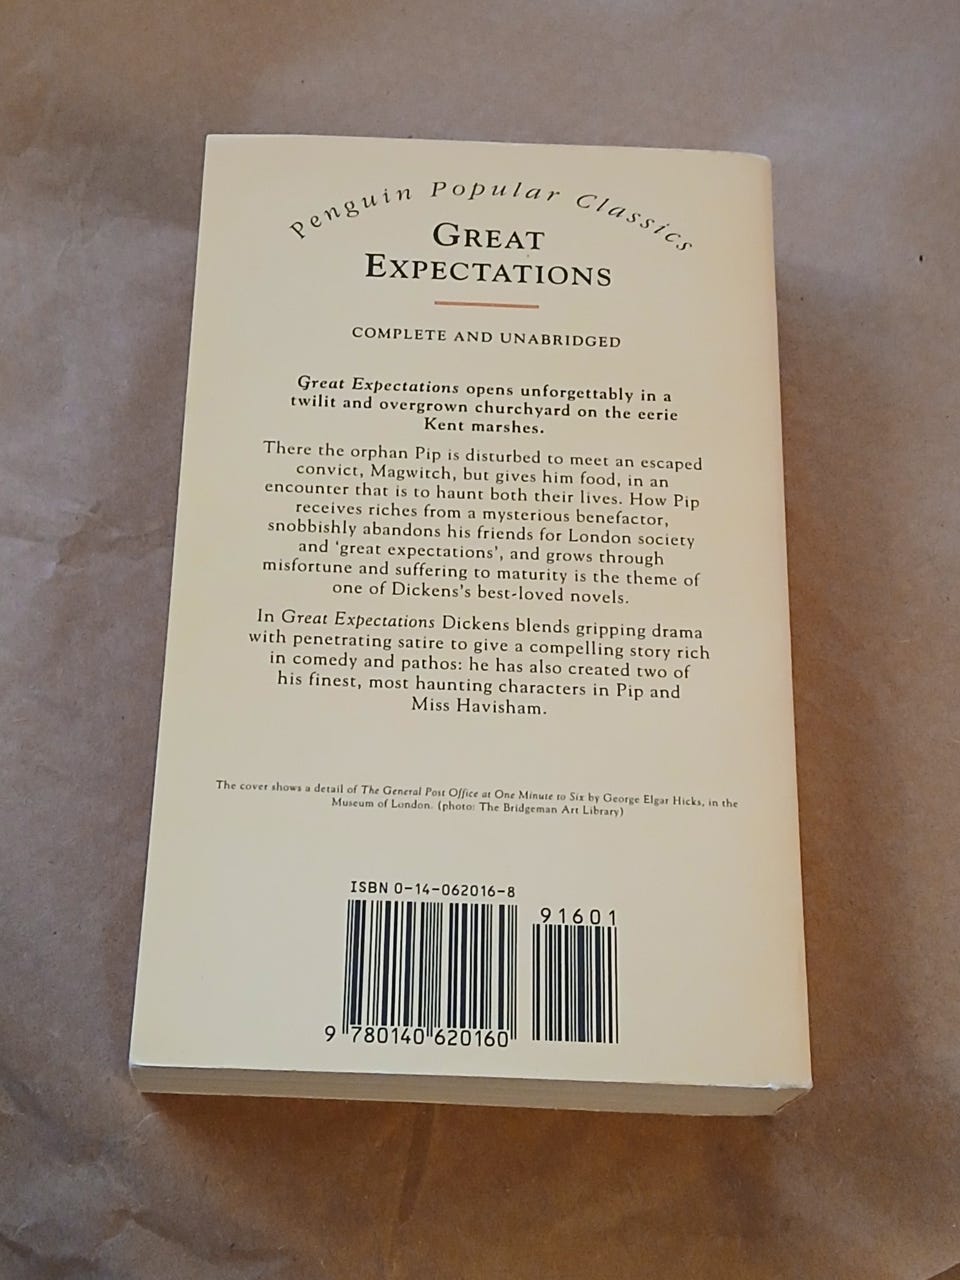 Penguin Popular Classics
GREAT
EXPECTATIONS
COMPLETE AND UNABRIDGED
Great Expectations opens unforgettably in a
twilit and overgrown churchyard on the eerie
Kent marshes.
There the orphan Pip is disturbed to meet an escaped
convict, Magwitch, but gives him food, in an
encounter that is to haunt both their lives. How Pip
receives riches from a mysterious benefactor,
snobbishly abandons his friends for London society
and ‘great expectations’, and grows through
misfortune and suffering to maturity is the theme of
one of Dickens’s best-loved novels.
In Great Expectations Dickens blends gripping drama
with penetrating satire to give a compelling story rich
in comedy and pathos: he has also created two of
his finest, most haunting characters in Pip and
Miss Havisham.
The cover shows a detail of The General Post Office at One Minute to Six by George Elgar Hicks, in the
Museum of London. (photo: The Bridgeman Art Library)
ISBN 0-14-062016-8
91601
9 780140 620160